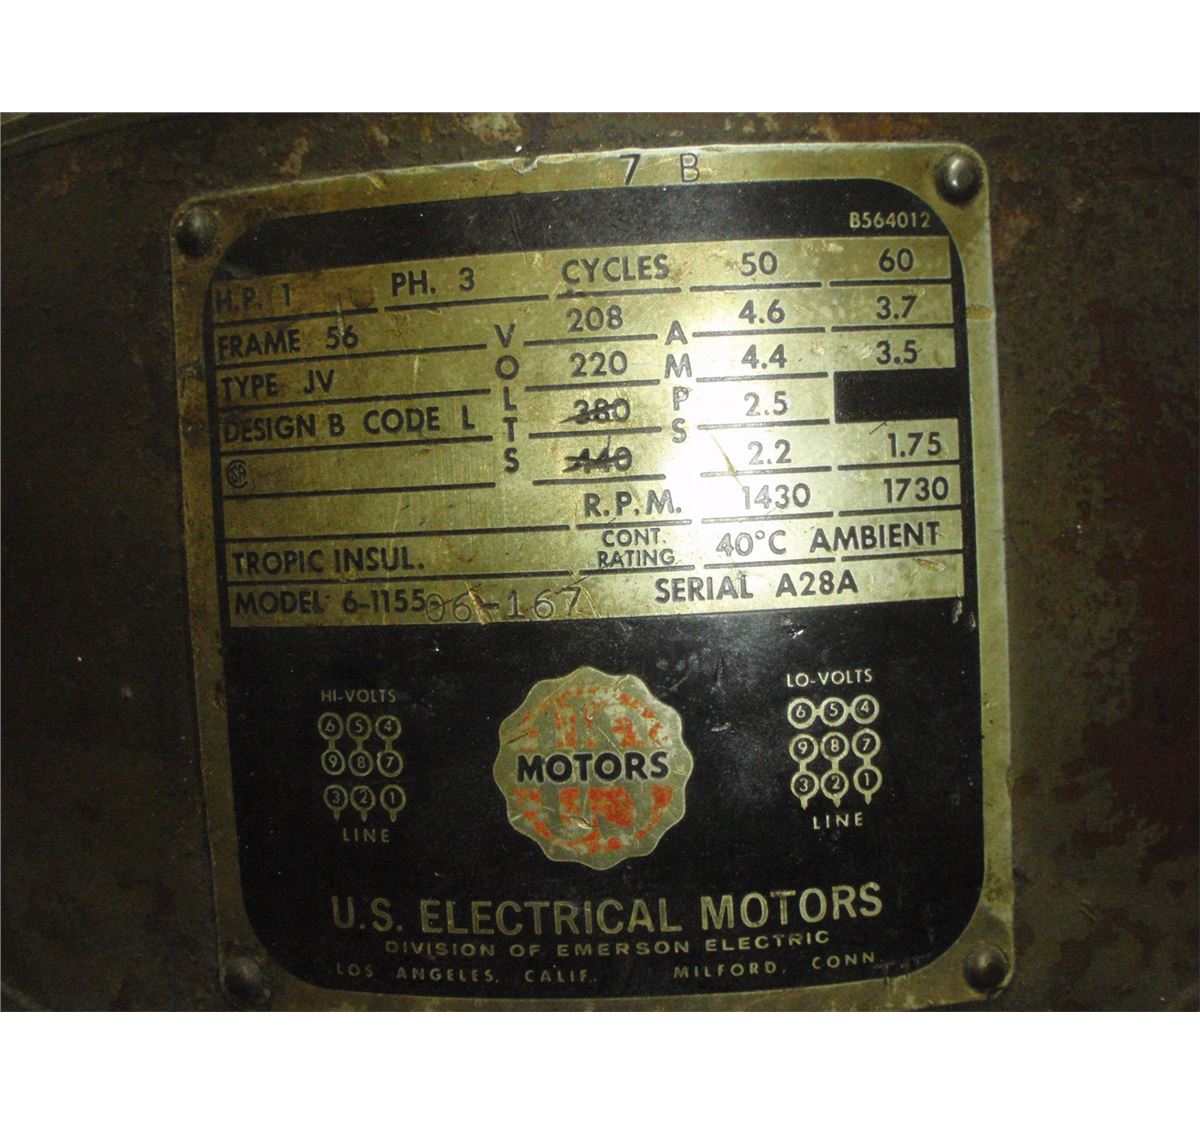 7 B
B564012
H.P. 1 PH. 3 CYCLES 50 60
FRAME 56 VOLTS 208 AMPS 4.6 3.7
TYPE JV 220 4.4 3.5
DESIGN B CODE L 380 2.5
SA 440 2.2 1.75
R.P.M. 1430 1730
TROPIC INSUL. CONT. RATING 40°C AMBIENT
MODEL 6-1155-06-167 SERIAL A28A
HI-VOLTS
6 5 4
9 8 7
3 2 1
LINE
LO-VOLTS
6 5 4
9 8 7
3 2 1
LINE
MOTORS
U.S. ELECTRICAL MOTORS
DIVISION OF EMERSON ELECTRIC
LOS ANGELES, CALIF. MILFORD, CONN.